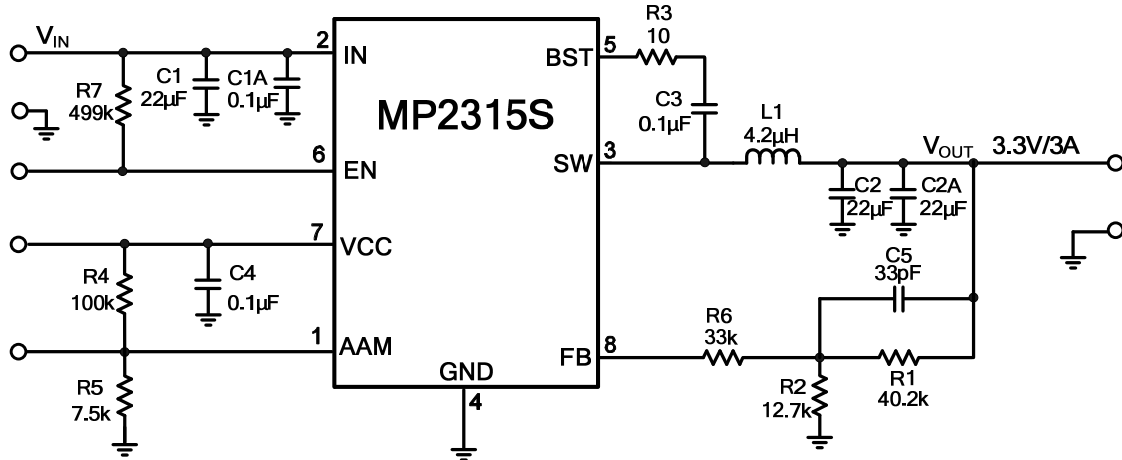 V_IN
2
IN
R7
499k
C1
22µF
C1A
0.1µF
6
EN
MP2315S
BST
5
R3
10
C3
0.1µF
SW
3
L1
4.2µH
V_OUT
3.3V/3A
C2
22µF
C2A
22µF
7
VCC
R4
100k
C4
0.1µF
1
AAM
R5
7.5k
GND
4
FB
8
R6
33k
C5
33pF
R2
12.7k
R1
40.2k